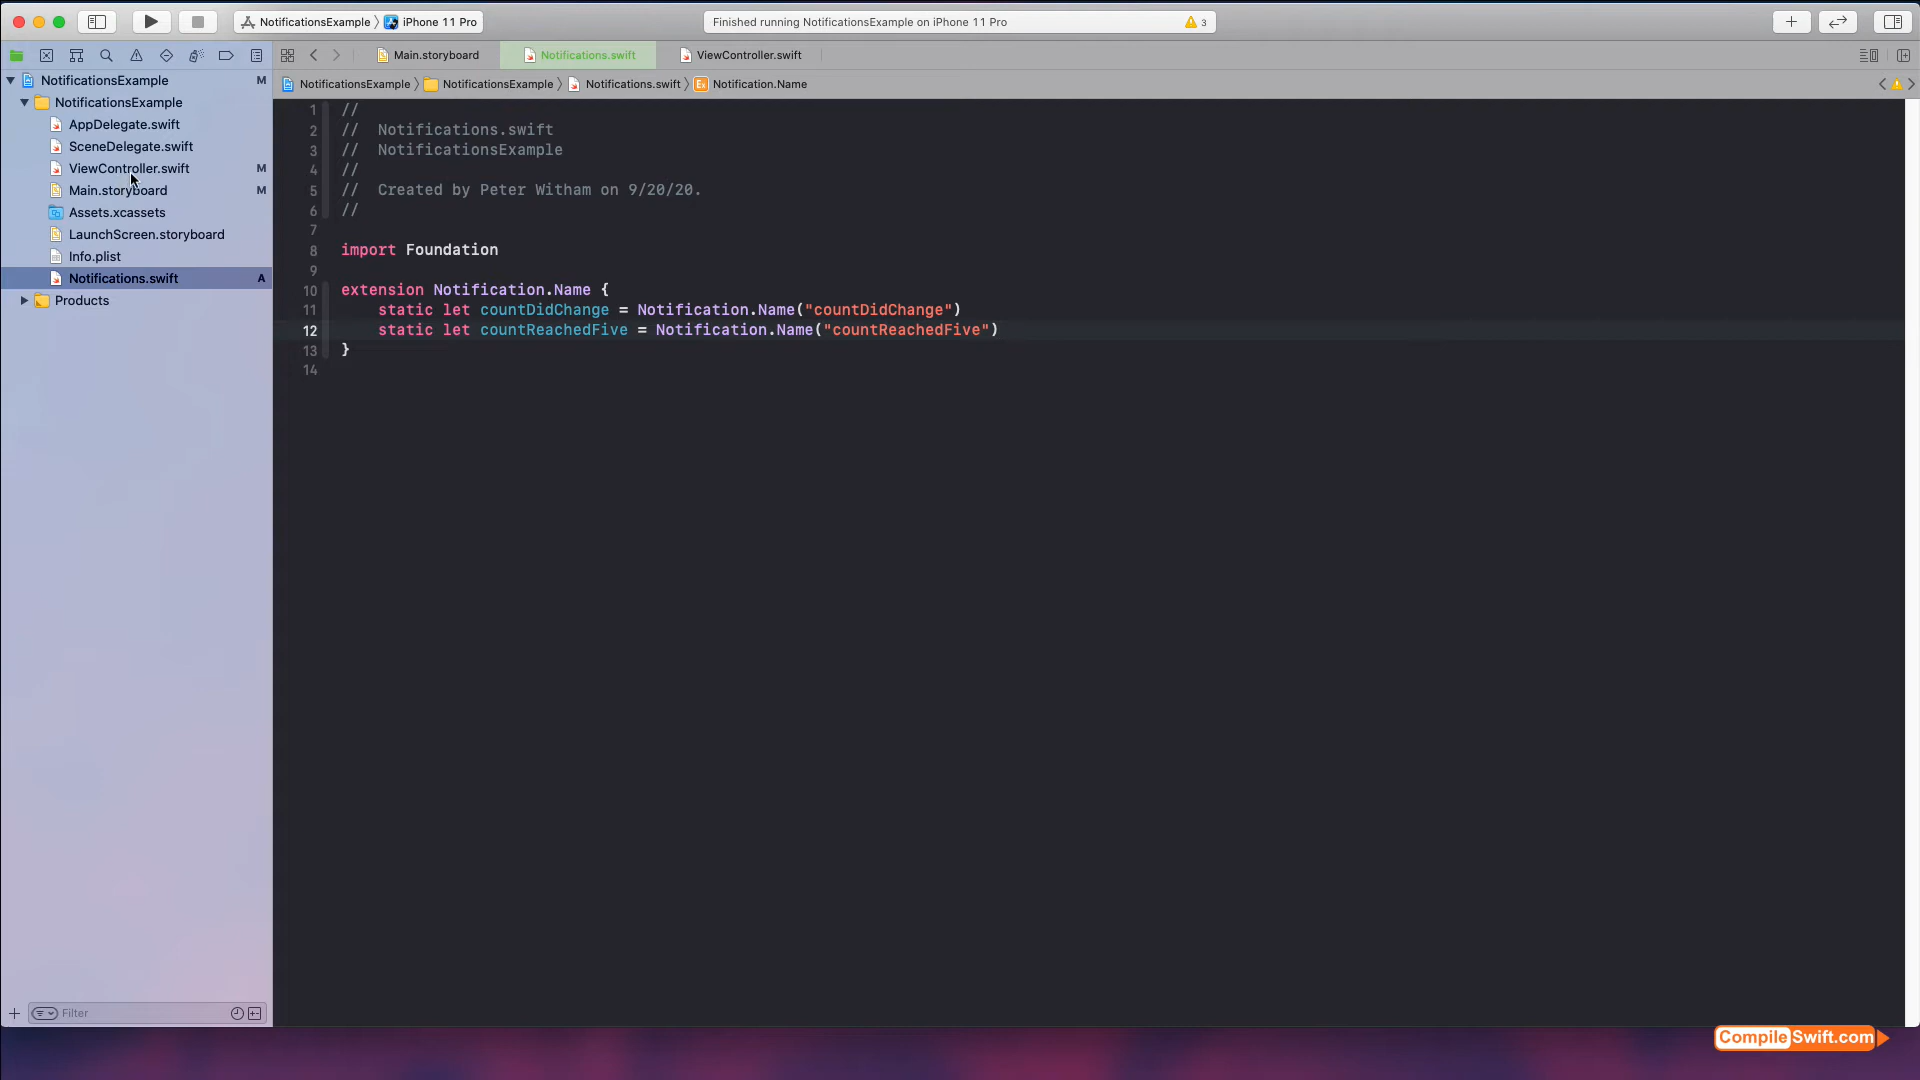 NotificationsExample 〉 iPhone 11 Pro
Finished running NotificationsExample on iPhone 11 Pro
3
Main.storyboard
Notifications.swift
ViewController.swift
NotificationsExample M
NotificationsExample 〉 NotificationsExample 〉 Notifications.swift 〉 Ex Notification.Name
NotificationsExample
AppDelegate.swift
SceneDelegate.swift
ViewController.swift M
Main.storyboard M
Assets.xcassets
LaunchScreen.storyboard
Info.plist
Notifications.swift A
Products
1 //
2 //  Notifications.swift
3 //  NotificationsExample
4 //
5 //  Created by Peter Witham on 9/20/20.
6 //
7
8 import Foundation
9
10 extension Notification.Name {
11     static let countDidChange = Notification.Name("countDidChange")
12     static let countReachedFive = Notification.Name("countReachedFive")
13 }
14
Filter
CompileSwift.com